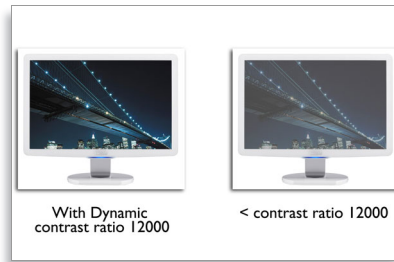 With Dynamic
contrast ratio 12000
< contrast ratio 12000